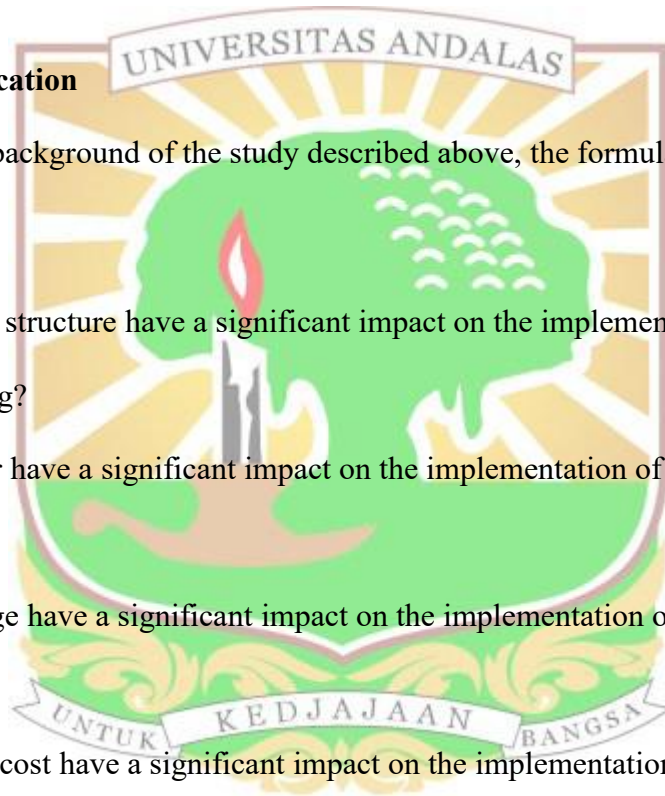 UNIVERSITAS ANDALAS
cation
background of the study described above, the formul
structure have a significant impact on the implemen
g?
r have a significant impact on the implementation of
ge have a significant impact on the implementation o
UNTUK KEDJAJAAN BANGSA
cost have a significant impact on the implementation